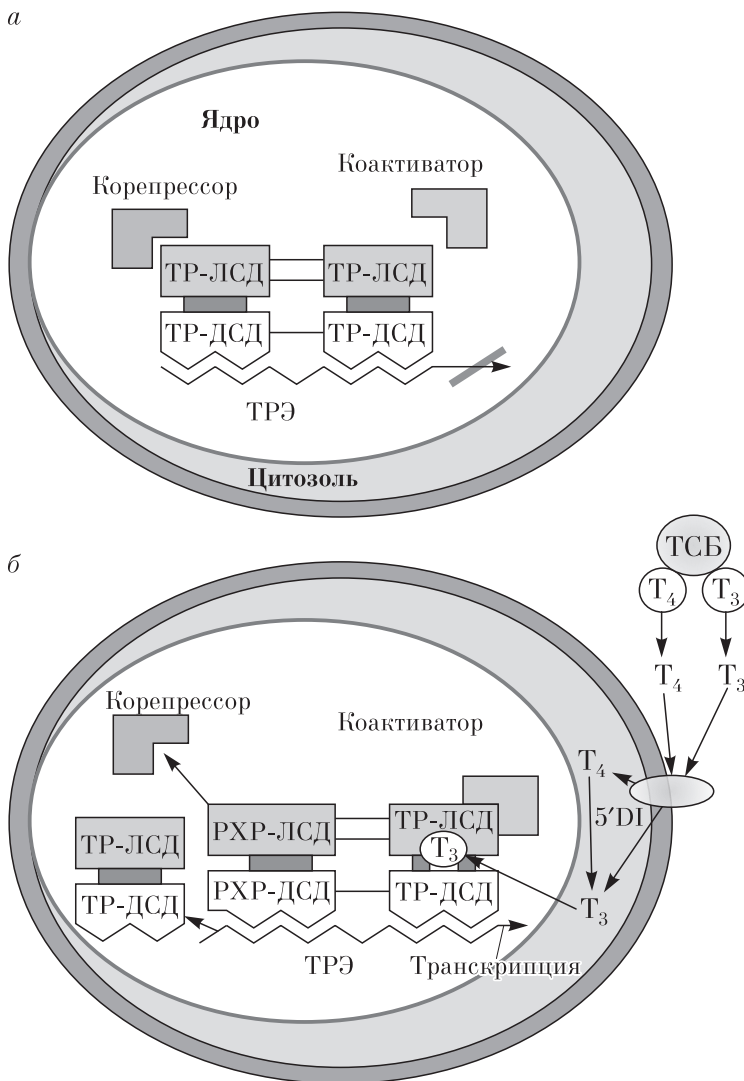 а
Ядро
Корепрессор
Коактиватор
ТР-ЛСД
ТР-ЛСД
ТР-ДСД
ТР-ДСД
ТРЭ
Цитозоль
б
ТСБ
T₄
T₃
T₄
T₃
Корепрессор
Коактиватор
T₄
5′DI
ТР-ЛСД
РХР-ЛСД
ТР-ЛСД
T₃
ТР-ДСД
РХР-ДСД
ТР-ДСД
T₃
ТРЭ
Транскрипция